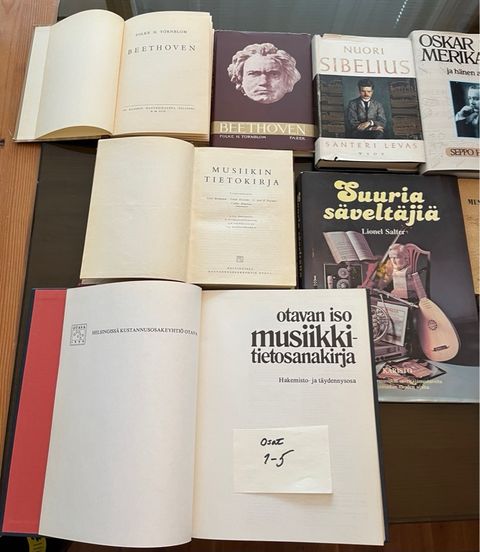 FOLKE H. TÖRNBLOM
BEETHOVEN
BEETHOVEN
FOLKE H. TÖRNBLOM
FAZER
NUORI
SIBELIUS
SANTERI LEVAS
WSOY
OSKAR
MERIKA
ja hänen a
SEPPO H
MUSIIKIN
TIETOKIRJA
Suuria
säveltäjiä
Lionel Salter
KARISTO
OTAVA
HELSINGISSÄ KUSTANNUSOSAKEYHTIÖ OTAVA
otavan iso
musiikki-
tietosanakirja
Hakemisto- ja täydennysosa
Osat
1-5